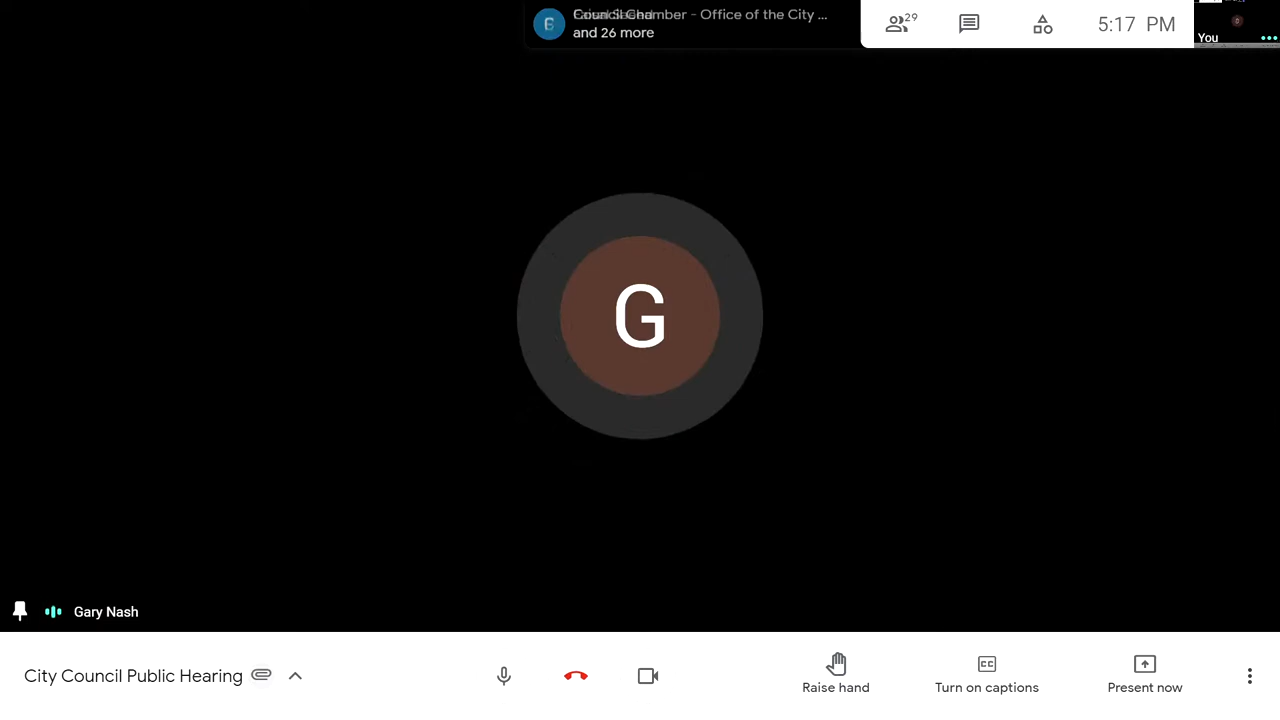 Council Chamber - Office of the City ...
and 26 more
29
5:17 PM
You
G
Gary Nash
City Council Public Hearing
CC
Raise hand
Turn on captions
Present now